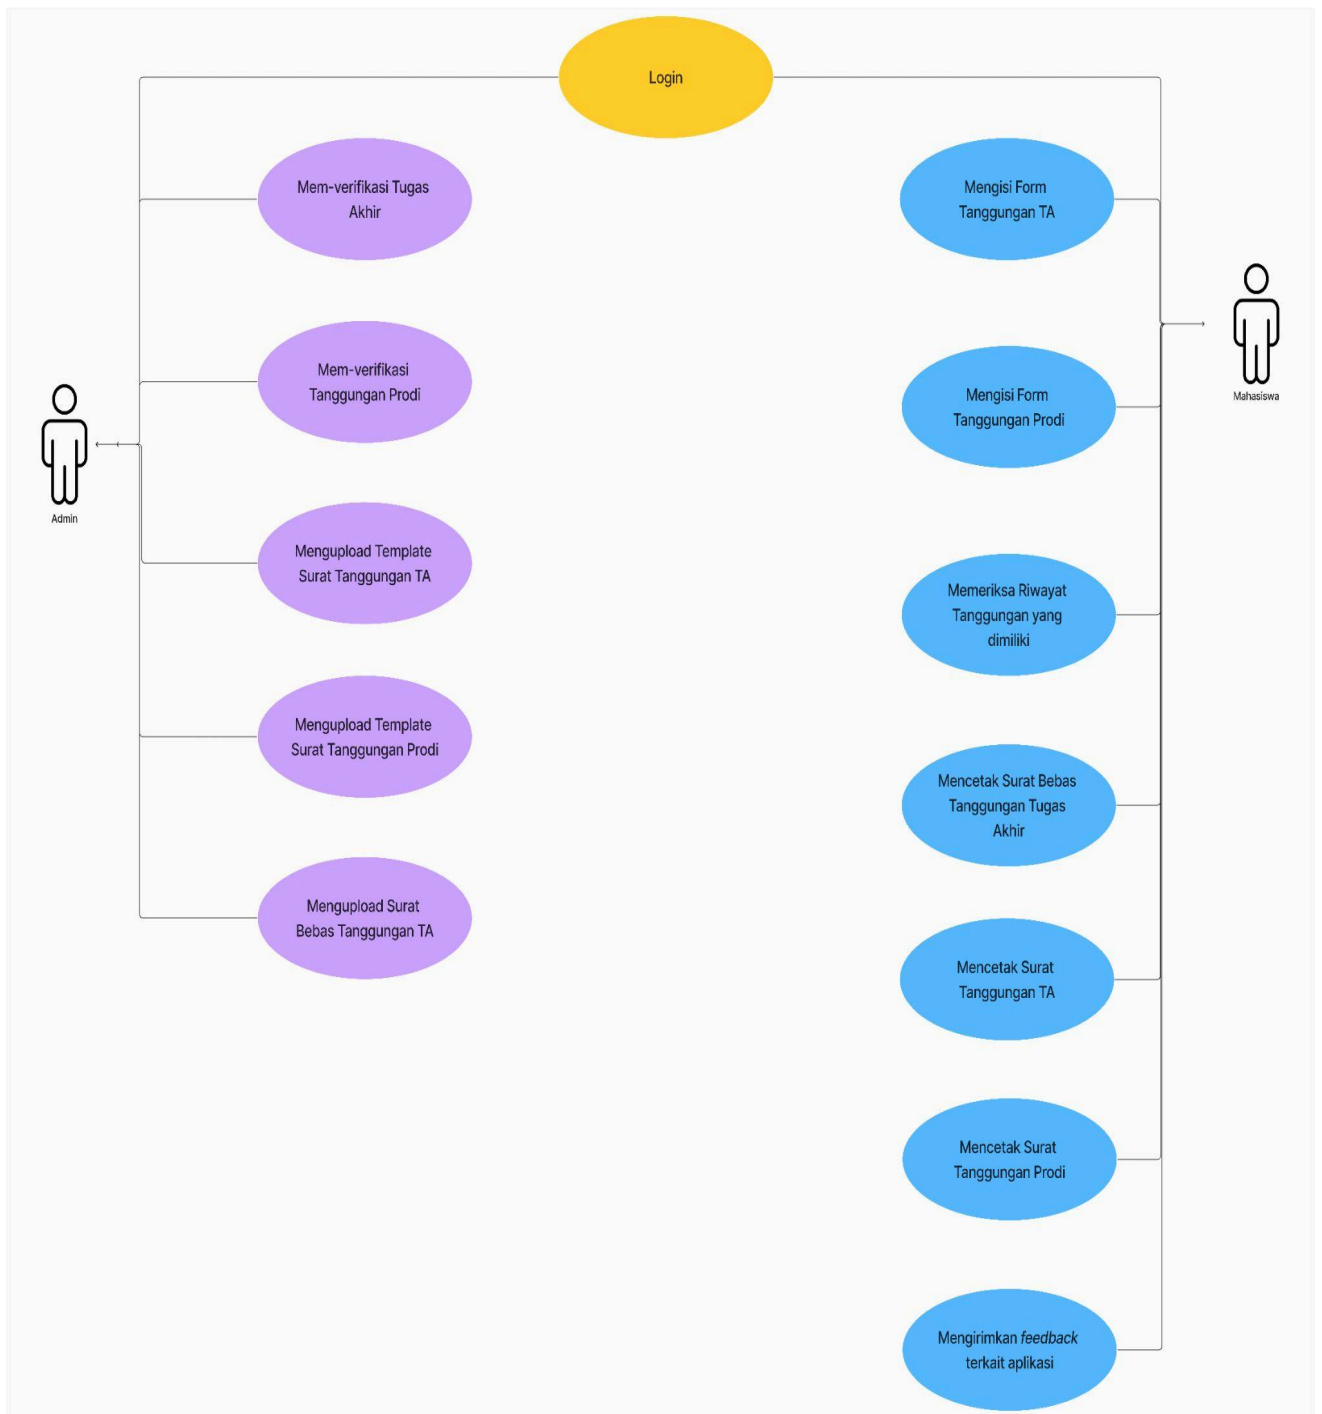 Login
Mem-verifikasi Tugas
Akhir
Mem-verifikasi
Tanggungan Prodi
Admin
Mengupload Template
Surat Tanggungan TA
Mengupload Template
Surat Tanggungan Prodi
Mengupload Surat
Bebas Tanggungan TA
Mengisi Form
Tanggungan TA
Mahasiswa
Mengisi Form
Tanggungan Prodi
Memeriksa Riwayat
Tanggungan yang
dimiliki
Mencetak Surat Bebas
Tanggungan Tugas
Akhir
Mencetak Surat
Tanggungan TA
Mencetak Surat
Tanggungan Prodi
Mengirimkan feedback
terkait aplikasi